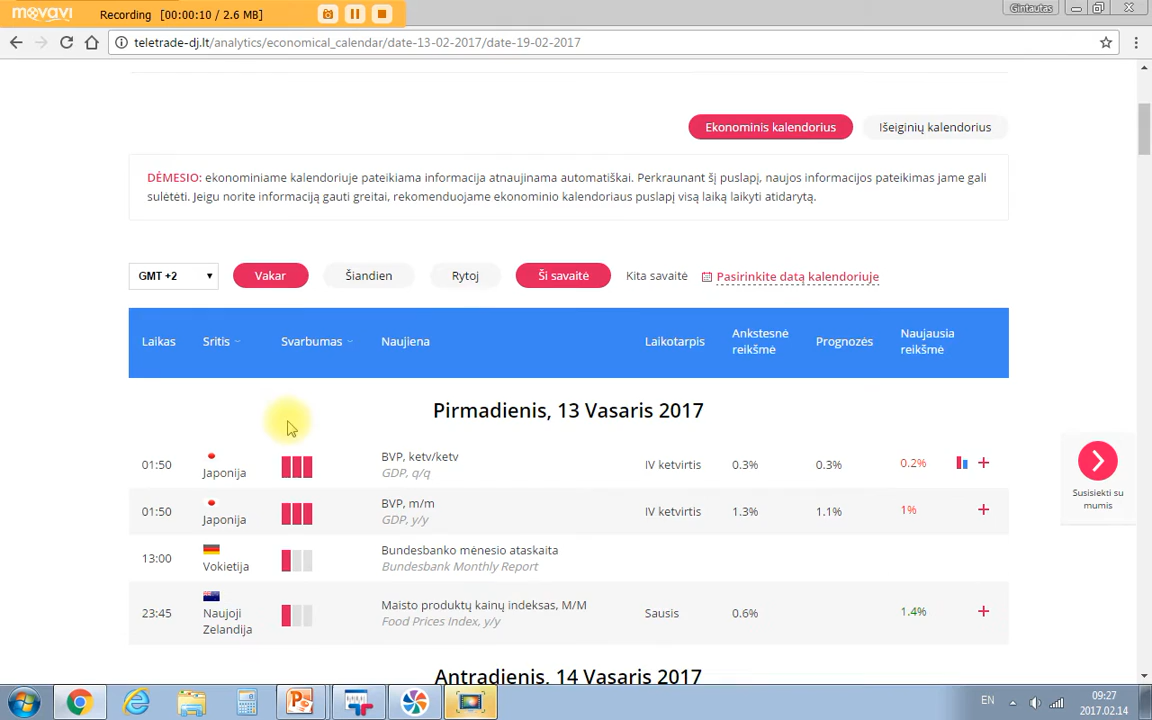 movavi Recording [00:00:10 / 2.6 MB]
Gintautas
teletrade-dj.lt/analytics/economical_calendar/date-13-02-2017/date-19-02-2017
Ekonominis kalendorius Išeiginių kalendorius
DĖMESIO: ekonominiame kalendoriuje pateikiama informacija atnaujinama automatiškai. Perkraunant šį puslapį, naujos informacijos pateikimas jame gali
sulėtėti. Jeigu norite informaciją gauti greitai, rekomenduojame ekonominio kalendoriaus puslapį visą laiką laikyti atidarytą.
GMT +2 Vakar Šiandien Rytoj Ši savaitė Kita savaitė Pasirinkite datą kalendoriuje
Laikas Sritis Svarbumas Naujiena Laikotarpis Ankstesnė reikšmė Prognozės Naujausia reikšmė
Pirmadienis, 13 Vasaris 2017
01:50 Japonija BVP, ketv/ketv IV ketvirtis 0.3% 0.3% 0.2%
GDP, q/q
01:50 Japonija BVP, m/m IV ketvirtis 1.3% 1.1% 1%
GDP, y/y
13:00 Vokietija Bundesbanko mėnesio ataskaita
Bundesbank Monthly Report
23:45 Naujoji Zelandija Maisto produktų kainų indeksas, M/M Sausis 0.6% 1.4%
Food Prices Index, y/y
Susisiekti su
mumis
Antradienis, 14 Vasaris 2017
EN 09:27
2017.02.14